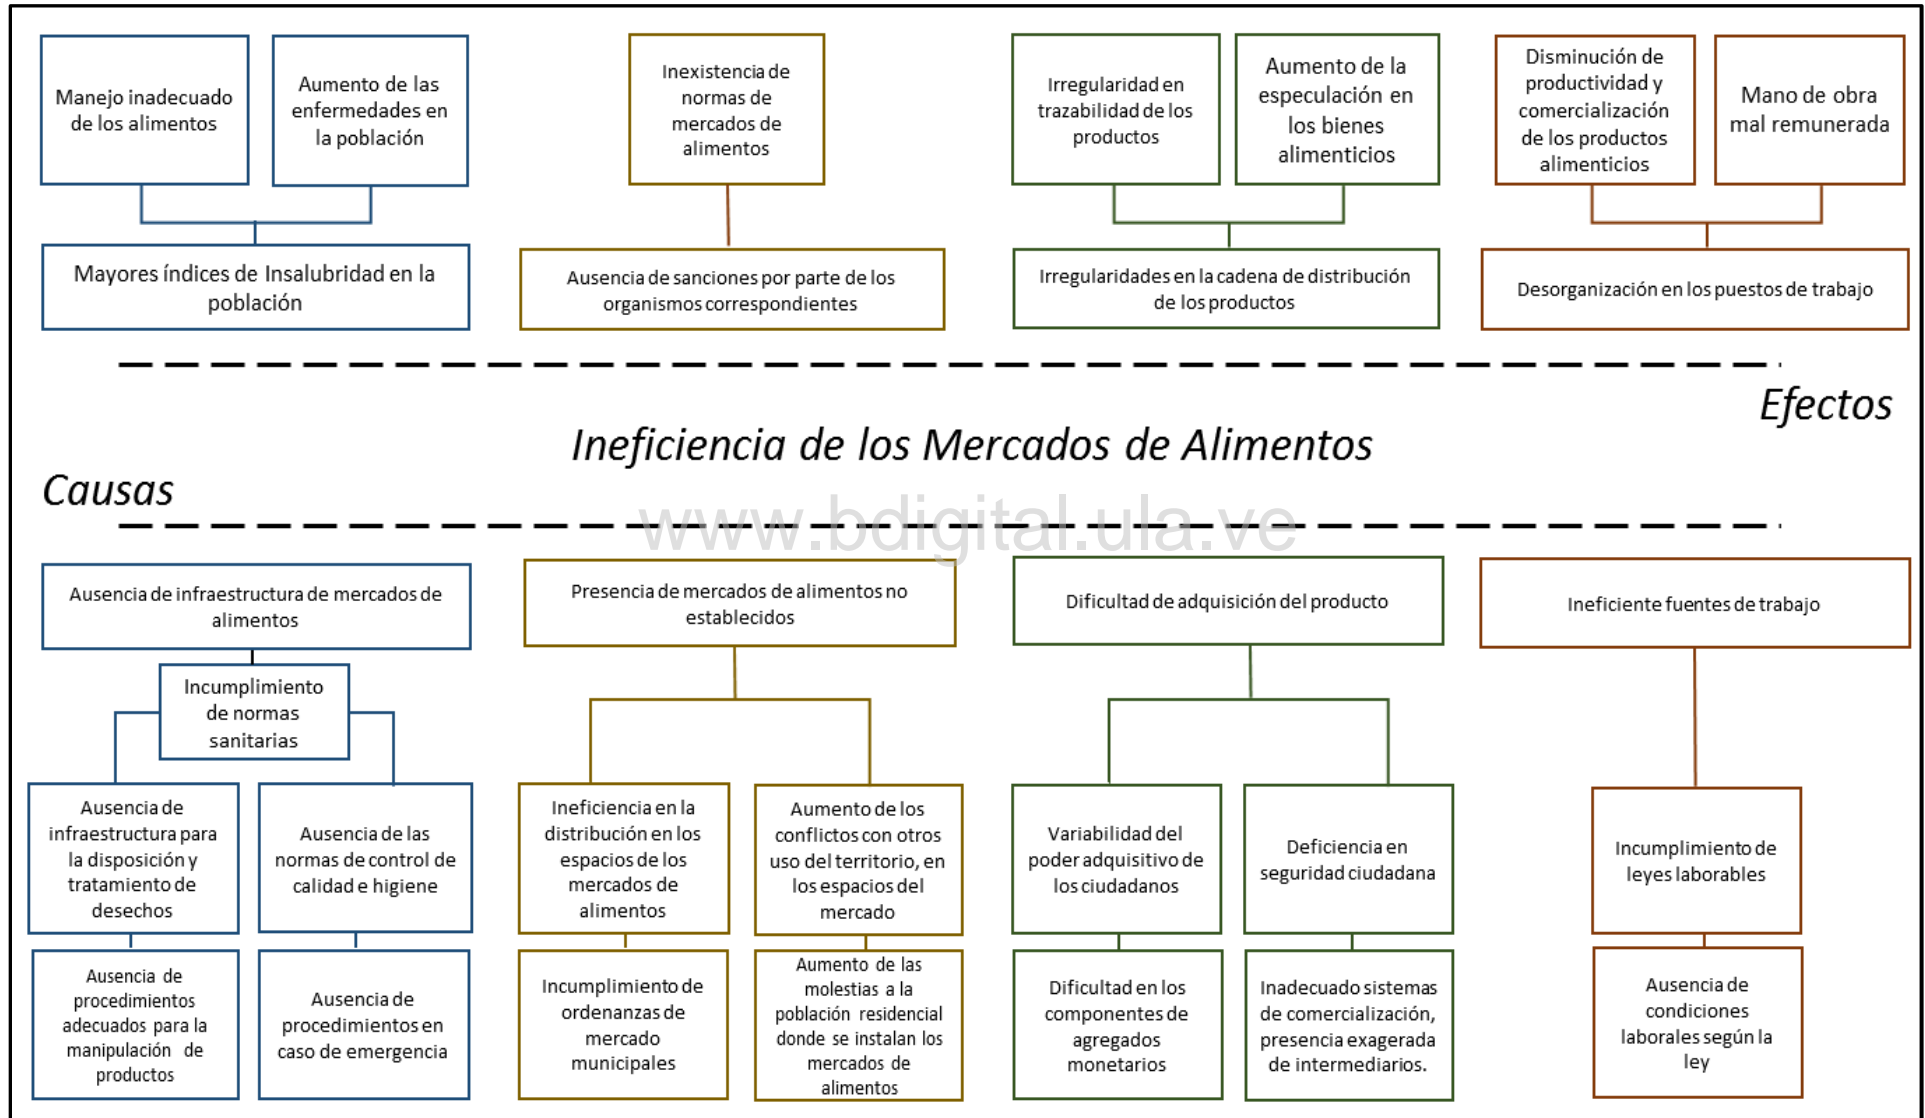 Manejo inadecuado
de los alimentos
Aumento de las
enfermedades en
la población
Inexistencia de
normas de
mercados de
alimentos
Irregularidad en
trazabilidad de los
productos
Aumento de la
especulación en
los bienes
alimenticios
Disminución de
productividad y
comercialización
de los productos
alimenticios
Mano de obra
mal remunerada
Mayores índices de Insalubridad en la
población
Ausencia de sanciones por parte de los
organismos correspondientes
Irregularidades en la cadena de distribución
de los productos
Desorganización en los puestos de trabajo
Efectos
Ineficiencia de los Mercados de Alimentos
Causas
www.bdigital.ula.ve
Ausencia de infraestructura de mercados de
alimentos
Presencia de mercados de alimentos no
establecidos
Dificultad de adquisición del producto
Ineficiente fuentes de trabajo
Incumplimiento
de normas
sanitarias
Ausencia de
infraestructura para
la disposición y
tratamiento de
desechos
Ausencia de las
normas de control de
calidad e higiene
Ineficiencia en la
distribución en los
espacios de los
mercados de
alimentos
Aumento de los
conflictos con otros
uso del territorio, en
los espacios del
mercado
Variabilidad del
poder adquisitivo de
los ciudadanos
Deficiencia en
seguridad ciudadana
Incumplimiento de
leyes laborables
Ausencia de
procedimientos
adecuados para la
manipulación de
productos
Ausencia de
procedimientos en
caso de emergencia
Incumplimiento de
ordenanzas de
mercado
municipales
Aumento de las
molestias a la
población residencial
donde se instalan los
mercados de
alimentos
Dificultad en los
componentes de
agregados
monetarios
Inadecuado sistemas
de comercialización,
presencia exagerada
de intermediarios.
Ausencia de
condiciones
laborales según la
ley